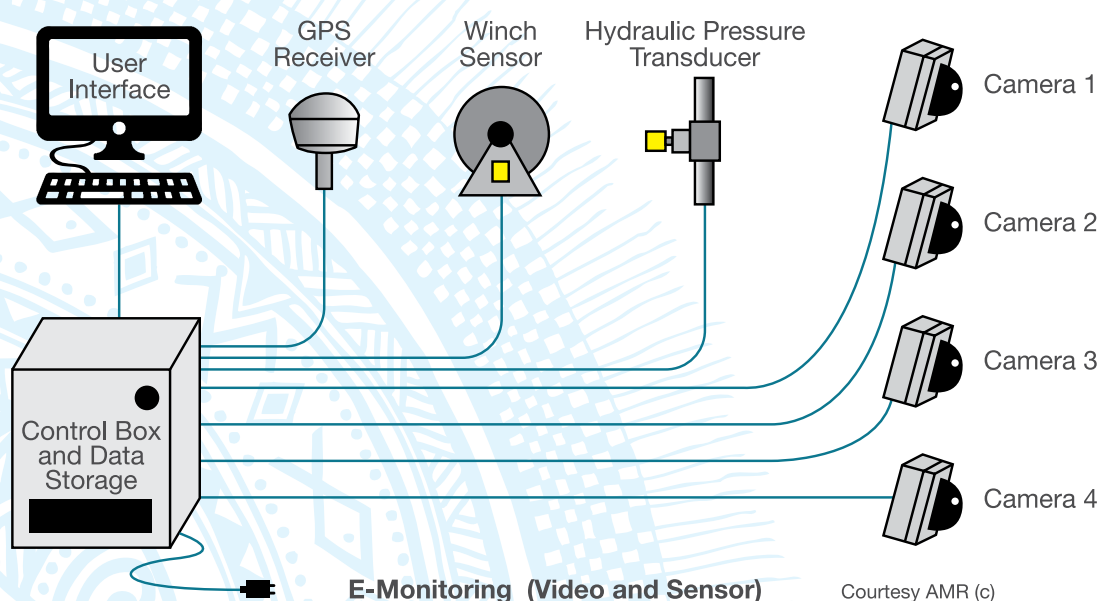 User
Interface
GPS
Receiver
Winch
Sensor
Hydraulic Pressure
Transducer
Camera 1
Camera 2
Camera 3
Camera 4
Control Box
and Data
Storage
E-Monitoring (Video and Sensor)
Courtesy AMR (c)